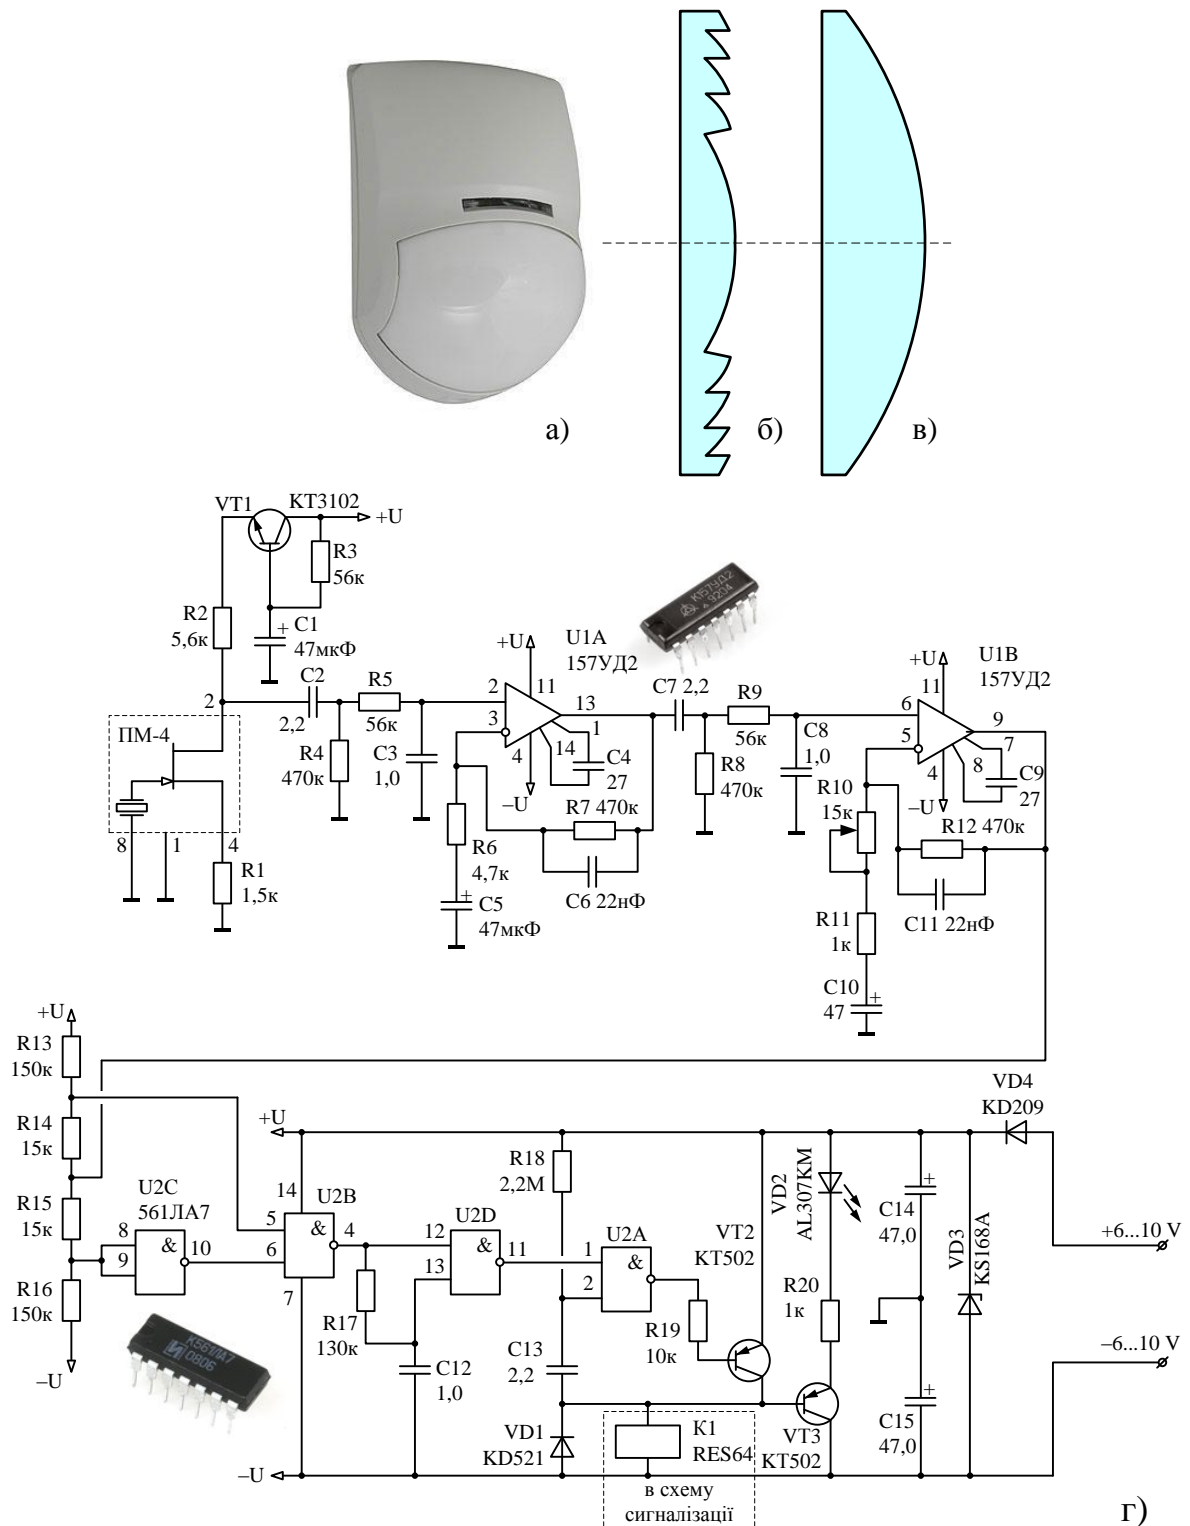 а)
б)
в)
VT1
КТ3102
+U
R3
56к
R2
5,6к
C1
+
47мкФ
К157УД2
9204
+U
U1A
157УД2
+U
U1B
157УД2
2
C2
2,2
R5
56к
2
11
13
3
1
14
4
C4
27
–U
C7 2,2
R9
56к
6
11
9
5
7
8
4
C9
27
–U
ПМ-4
R4
470к
C3
1,0
R8
470к
C8
1,0
R10
15к
R7 470к
R12 470к
8
1
4
R1
1,5к
R6
4,7к
C6 22нФ
+
C5
47мкФ
R11
1к
C11 22нФ
C10
+
47
+U
R13
150к
R14
15к
R15
15к
R16
150к
–U
U2C
561ЛА7
8
9
&
10
К561ЛА7
0806
+U
14
U2B
5
6
&
4
7
R17
130к
U2D
12
13
&
11
C12
1,0
R18
2,2М
U2A
1
2
&
C13
2,2
R19
10к
VT2
KT502
VD2
AL307KM
R20
1к
C14
+
47,0
VD3
KS168A
VD4
KD209
+6...10 V
–6...10 V
C15
+
47,0
VD1
KD521
К1
RES64
VT3
KT502
–U
в схему
сигналізації
г)